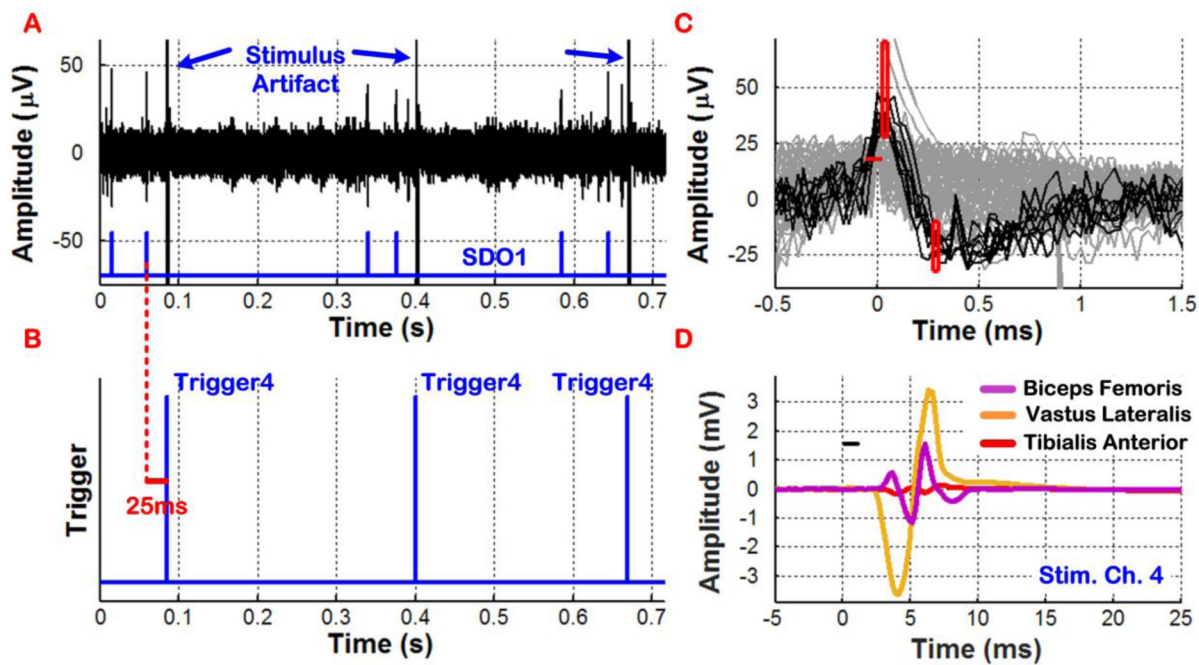 A
Stimulus
Artifact
50
0
-50
Amplitude (μV)
SDO1
0 0.1 0.2 0.3 0.4 0.5 0.6 0.7
Time (s)
B
Trigger4 Trigger4 Trigger4
Trigger
25ms
0 0.1 0.2 0.3 0.4 0.5 0.6 0.7
Time (s)
C
50
25
0
-25
Amplitude (μV)
-0.5 0 0.5 1 1.5
Time (ms)
D
Biceps Femoris
Vastus Lateralis
Tibialis Anterior
3
2
1
0
-1
-2
-3
Amplitude (mV)
Stim. Ch. 4
-5 0 5 10 15 20 25
Time (ms)